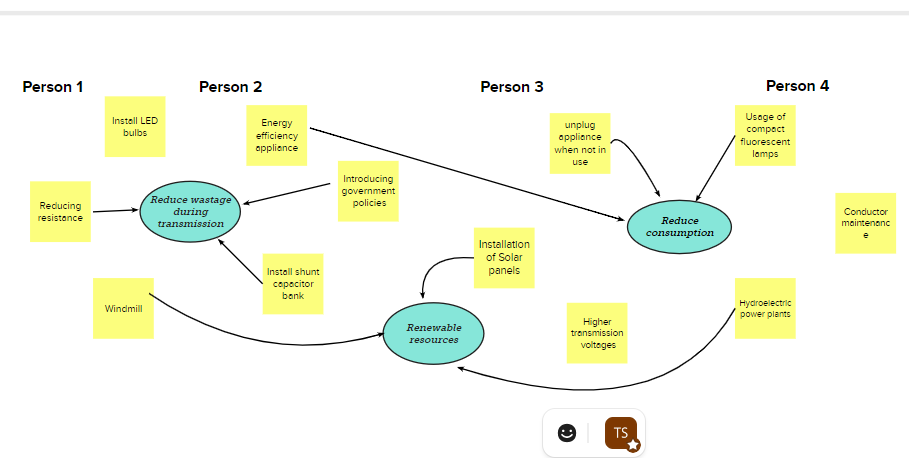 Person 1
Person 2
Person 3
Person 4
Install LED
bulbs
Energy
efficiency
appliance
unplug
appliance
when not in
use
Usage of
compact
fluorescent
lamps
Reducing
resistance
Reduce wastage
during
transmission
Introducing
government
policies
Reduce
consumption
Conductor
maintenanc
e
Installation
of Solar
panels
Install shunt
capacitor
bank
Windmill
Renewable
resources
Higher
transmission
voltages
Hydroelectric
power plants
TS